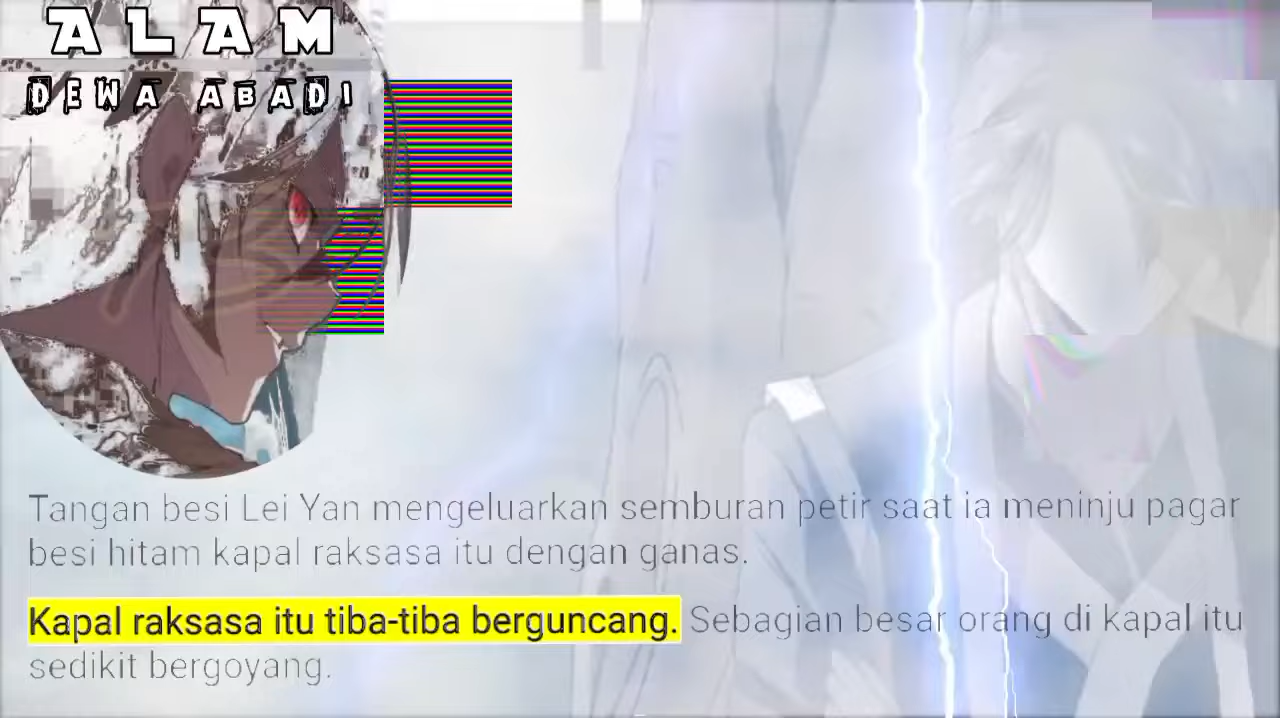 ALAM
DEWA ABADI
Tangan besi Lei Yan mengeluarkan semburan petir saat ia meninju pagar
besi hitam kapal raksasa itu dengan ganas.
Kapal raksasa itu tiba-tiba berguncang. Sebagian besar orang di kapal itu
sedikit bergoyang.